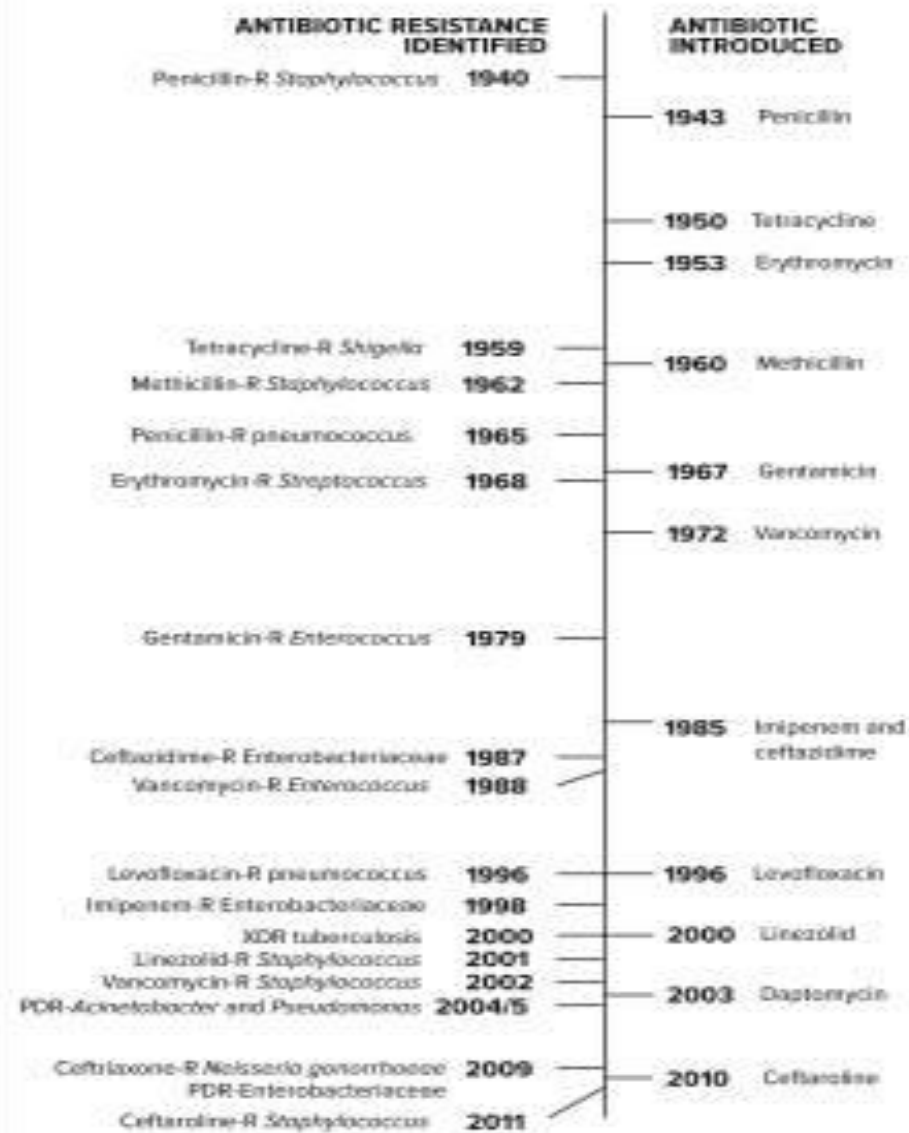 ANTIBIOTIC RESISTANCE
IDENTIFIED
ANTIBIOTIC
INTRODUCED
Penicillin-R Staphylococcus 1940
1943 Penicillin
1950 Tetracycline
1953 Erythromycin
Tetracycline-R Shigella 1959
1960 Methicillin
Methicillin-R Staphylococcus 1962
Penicillin-R pneumococcus 1965
1967 Gentamicin
Erythromycin-R Streptococcus 1968
1972 Vancomycin
Gentamicin-R Enterococcus 1979
1985 Imipenem and
ceftazidime
Ceftazidime-R Enterobacteriaceae 1987
Vancomycin-R Enterococcus 1988
Levofloxacin-R pneumococcus 1996
1996 Levofloxacin
Imipenem-R Enterobacteriaceae 1998
XDR tuberculosis 2000
2000 Linezolid
Linezolid-R Staphylococcus 2001
Vancomycin-R Staphylococcus 2002
2003 Daptomycin
PDR-Acinetobacter and Pseudomonas 2004/5
Ceftriaxone-R Neisseria gonorrhoeae 2009
PDR-Enterobacteriaceae
2010 Ceftaroline
Ceftaroline-R Staphylococcus 2011